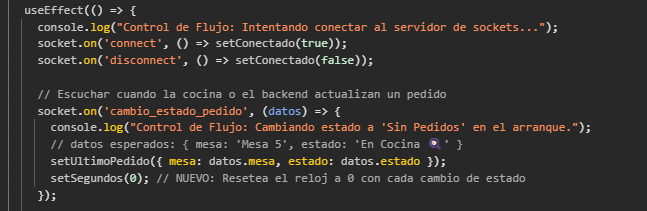 useEffect(() => {
console.log("Control de Flujo: Intentando conectar al servidor de sockets...");
socket.on('connect', () => setConectado(true));
socket.on('disconnect', () => setConectado(false));
// Escuchar cuando la cocina o el backend actualizan un pedido
socket.on('cambio_estado_pedido', (datos) => {
console.log("Control de Flujo: Cambiando estado a 'Sin Pedidos' en el arranque.");
// datos esperados: { mesa: 'Mesa 5', estado: 'En Cocina 🍳' }
setUltimoPedido({ mesa: datos.mesa, estado: datos.estado });
setSegundos(0); // NUEVO: Resetea el reloj a 0 con cada cambio de estado
});